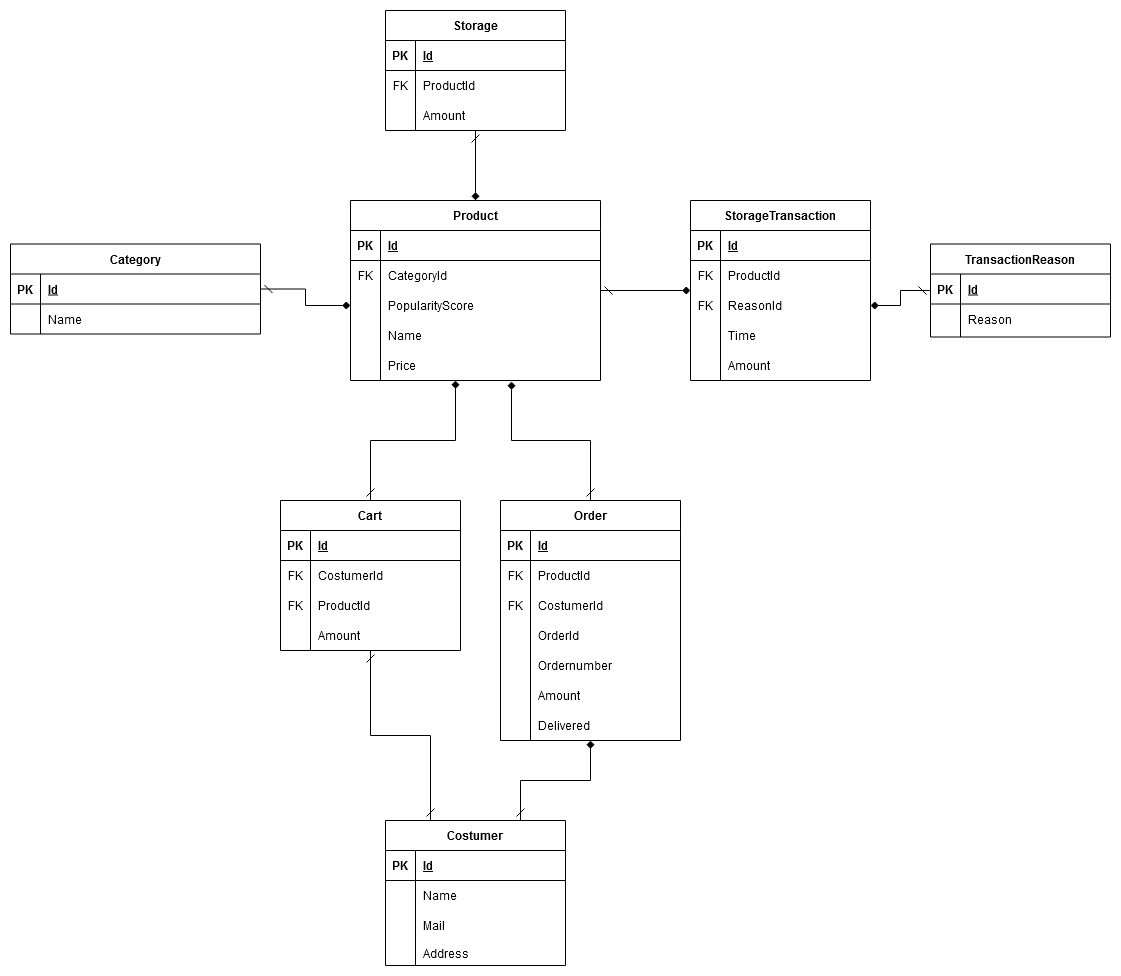 Storage
PK Id
FK ProductId
Amount
Product
PK Id
FK CategoryId
PopularityScore
Name
Price
StorageTransaction
PK Id
FK ProductId
FK ReasonId
Time
Amount
Category
PK Id
Name
TransactionReason
PK Id
Reason
Cart
PK Id
FK CostumerId
FK ProductId
Amount
Order
PK Id
FK ProductId
FK CostumerId
OrderId
Ordernumber
Amount
Delivered
Costumer
PK Id
Name
Mail
Address